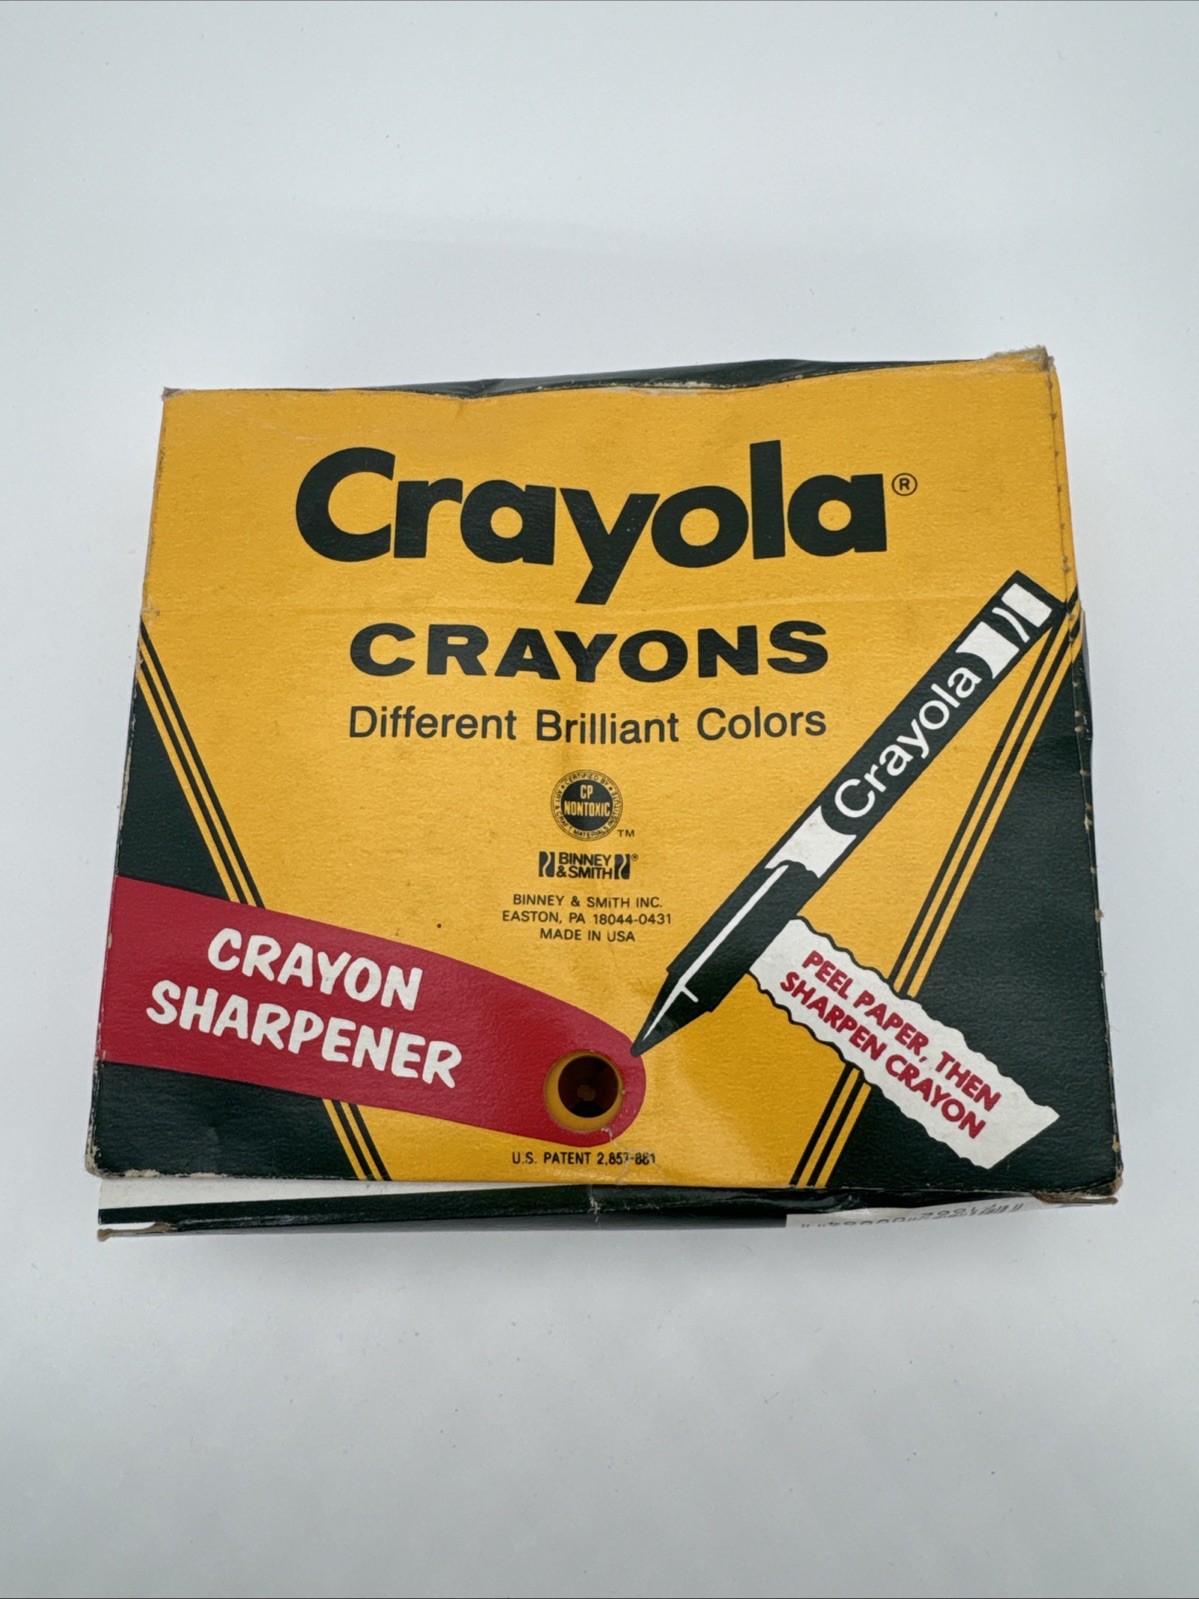 Crayola®
CRAYONS
Different Brilliant Colors
CP
NONTOXIC
TM
BINNEY
& SMITH®
BINNEY & SMITH INC.
EASTON, PA 18044-0431
MADE IN USA
Crayola
PEEL PAPER, THEN
SHARPEN CRAYON
CRAYON
SHARPENER
U.S. PATENT 2,857-881